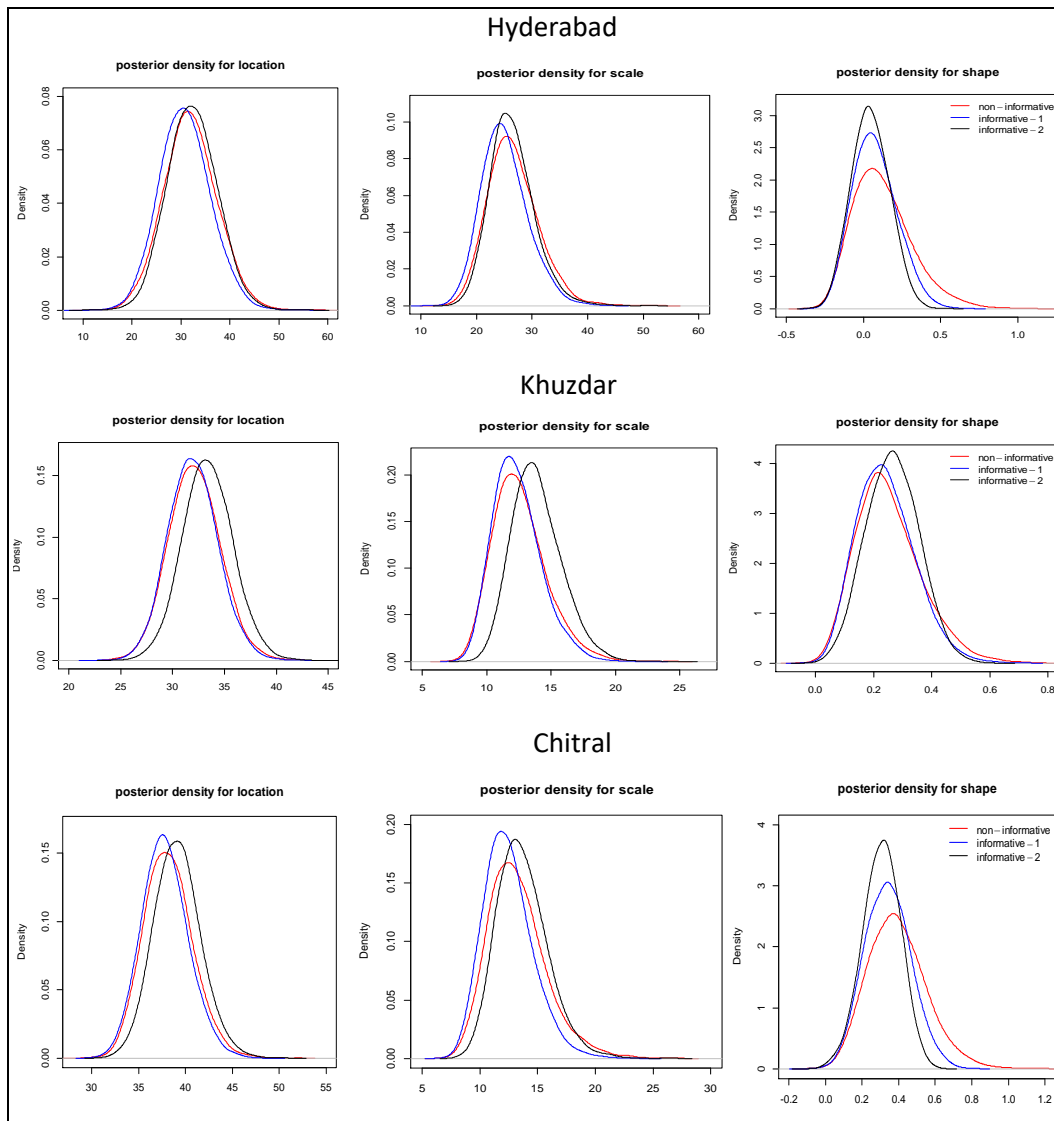 Hyderabad
posterior density for location
posterior density for scale
posterior density for shape
Density
0.00 0.02 0.04 0.06 0.08
10 20 30 40 50 60
Density
0.00 0.02 0.04 0.06 0.08 0.10
10 20 30 40 50 60
Density
0.0 0.5 1.0 1.5 2.0 2.5 3.0
-0.5 0.0 0.5 1.0
non – informative
informative – 1
informative – 2
Khuzdar
posterior density for location
posterior density for scale
posterior density for shape
Density
0.00 0.05 0.10 0.15
20 25 30 35 40 45
Density
0.00 0.05 0.10 0.15 0.20
5 10 15 20 25
Density
0 1 2 3 4
0.0 0.2 0.4 0.6 0.8
non – informative
informative – 1
informative – 2
Chitral
posterior density for location
posterior density for scale
posterior density for shape
Density
0.00 0.05 0.10 0.15
30 35 40 45 50 55
Density
0.00 0.05 0.10 0.15 0.20
5 10 15 20 25 30
Density
0 1 2 3 4
-0.2 0.0 0.2 0.4 0.6 0.8 1.0 1.2
non – informative
informative – 1
informative – 2